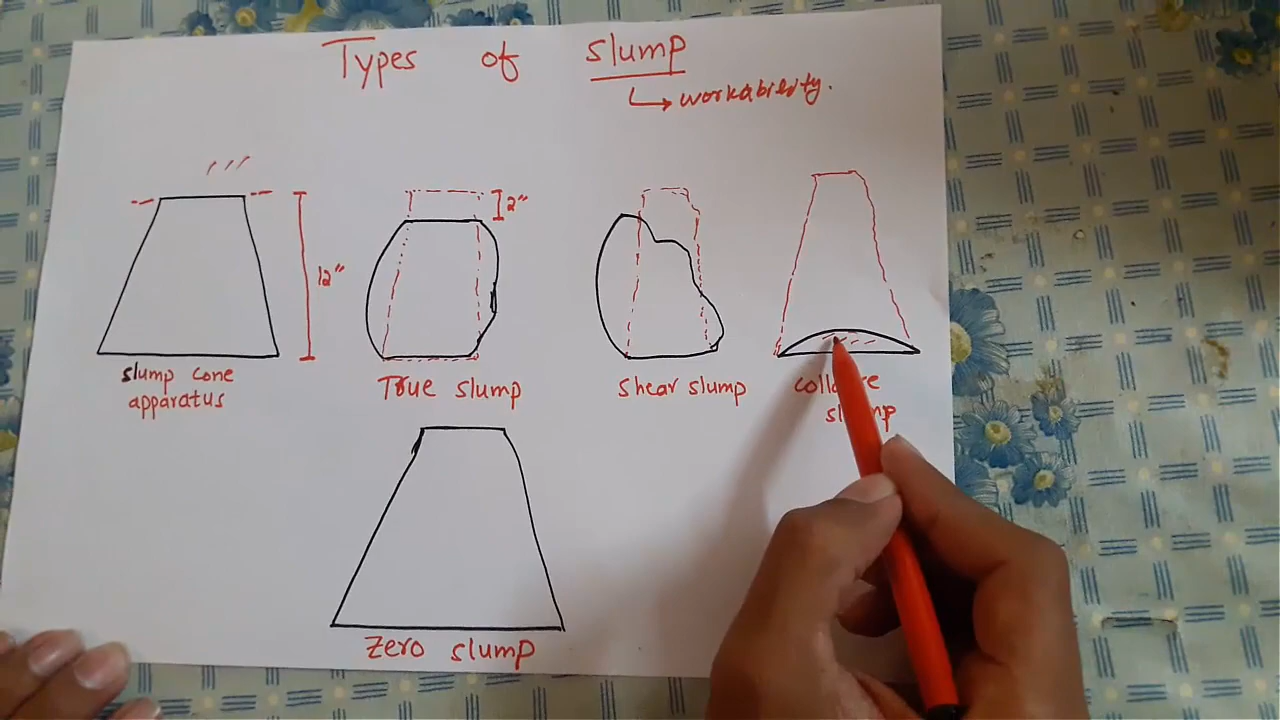 Types of slump
workability.
12"
2"
slump cone
apparatus
True slump
shear slump
Zero slump